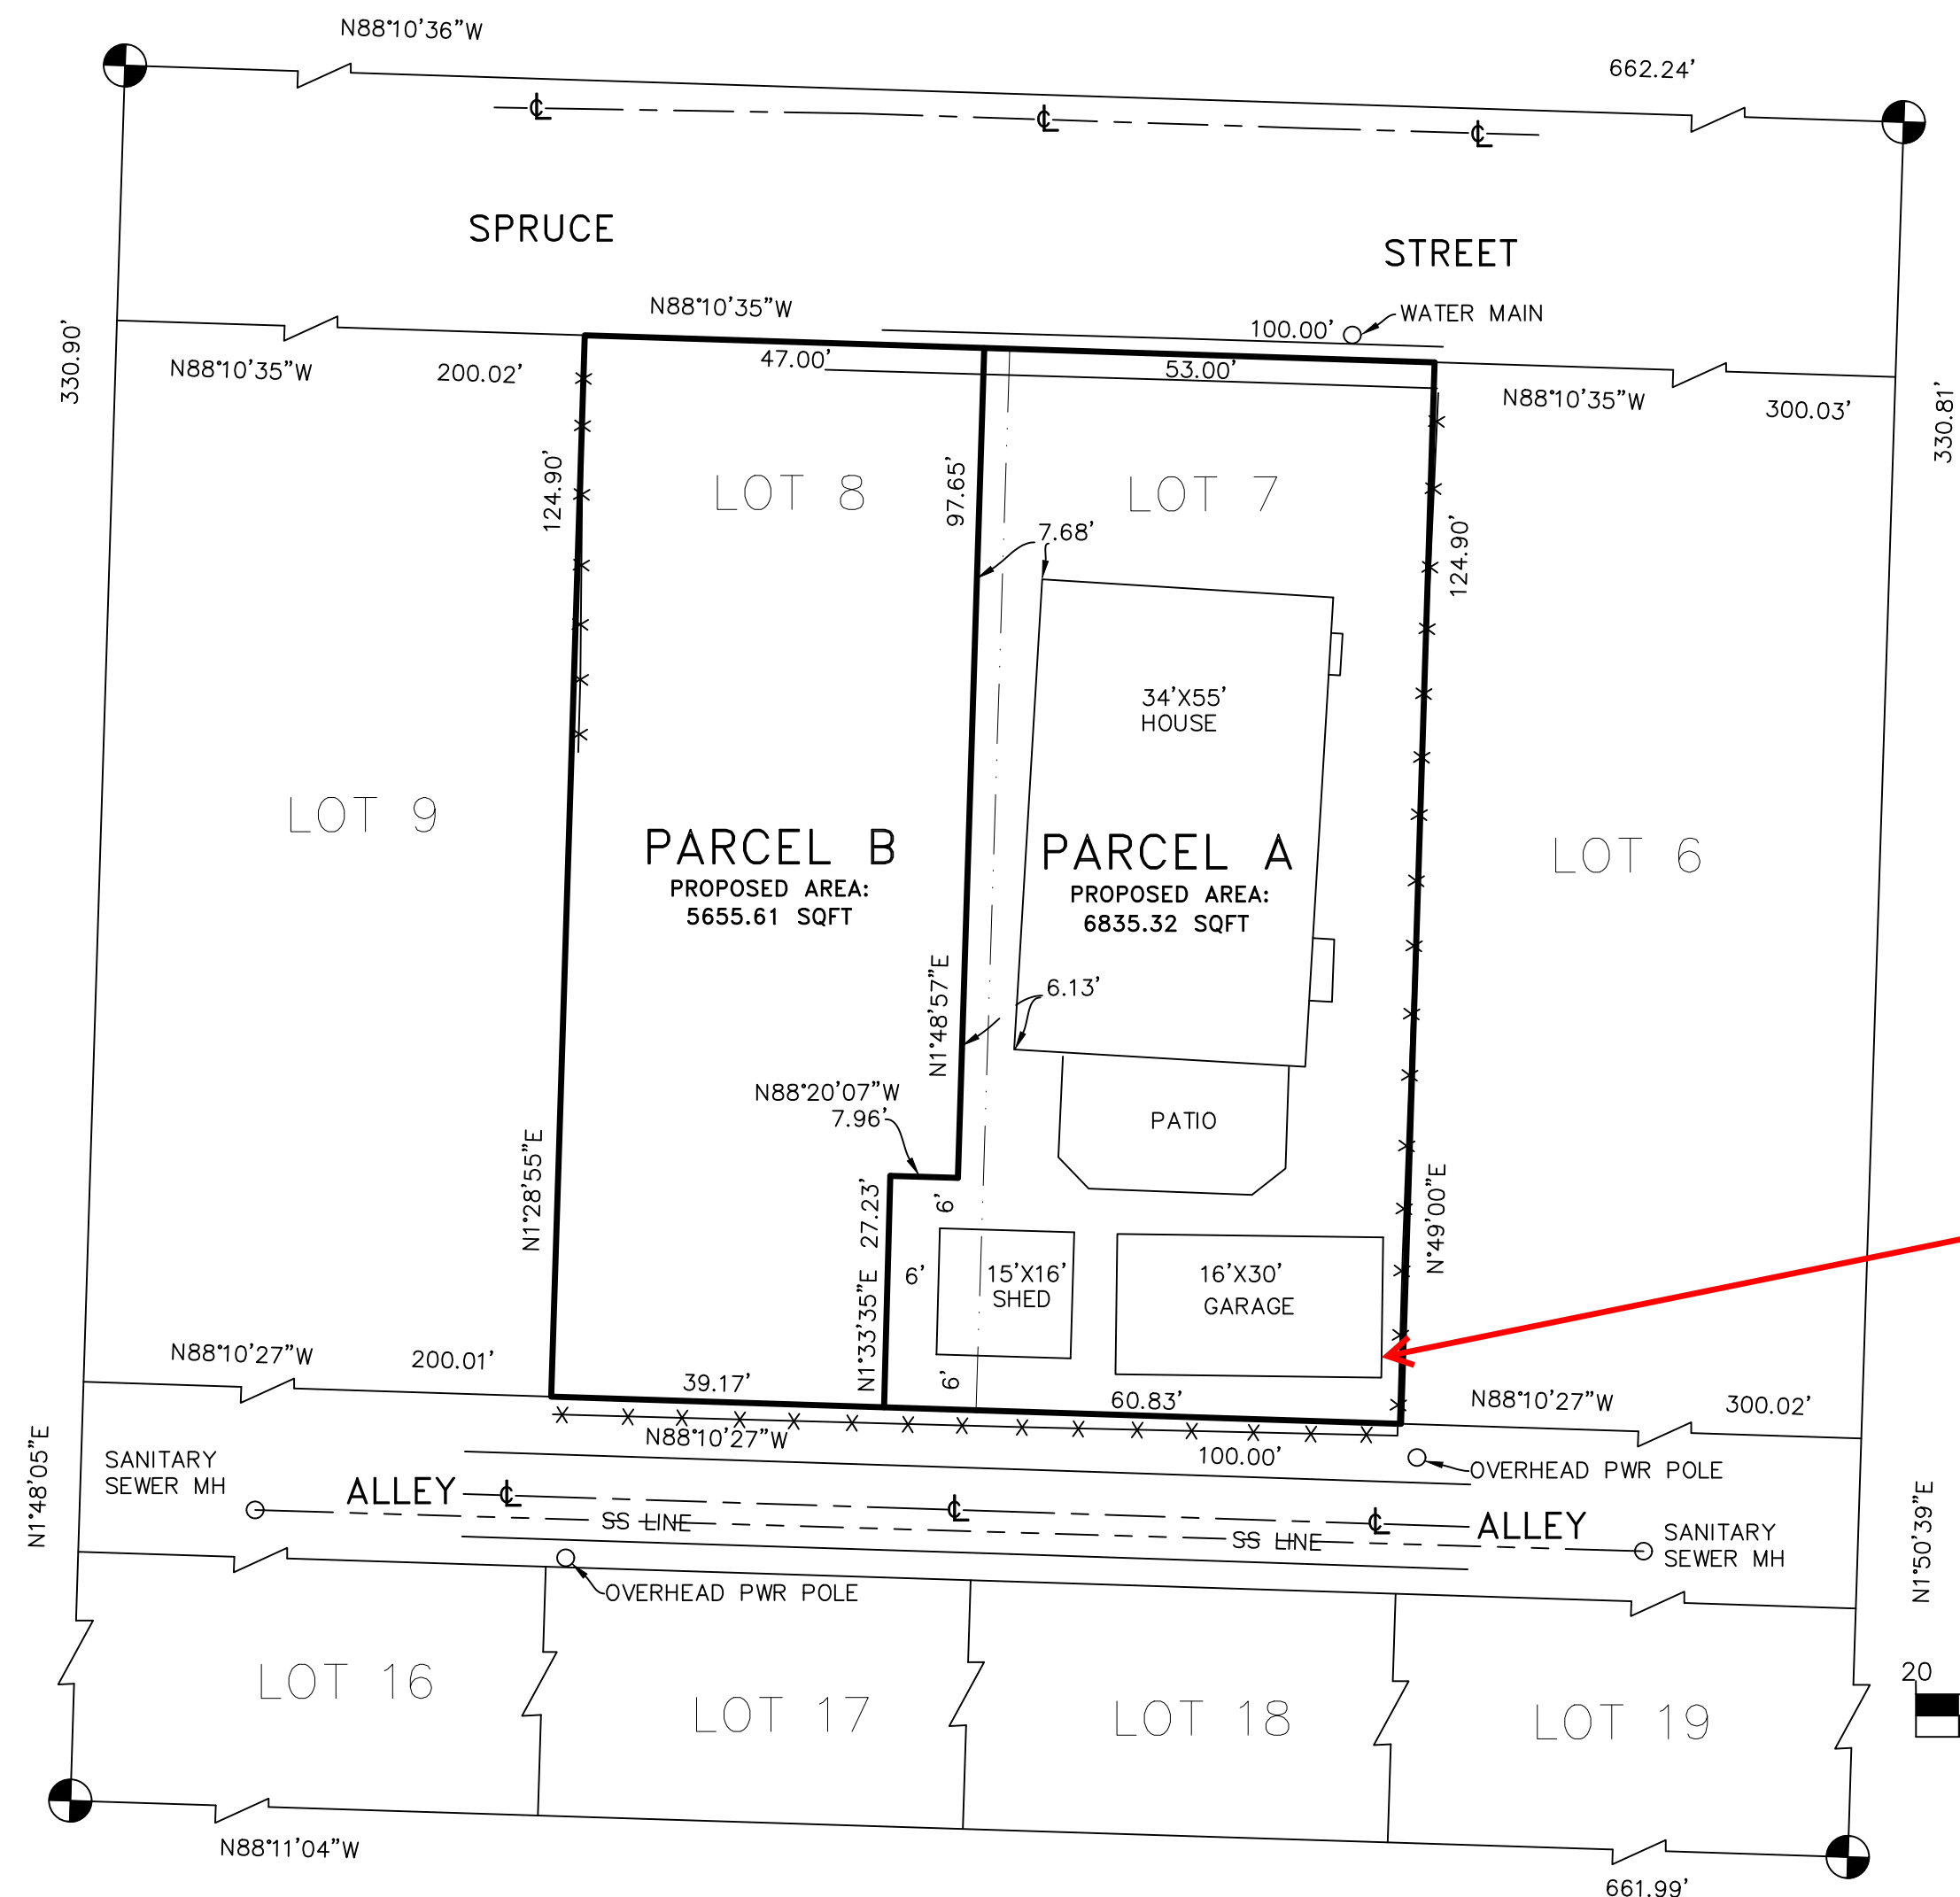 N88°10'36"W
662.24'
℄ ℄ ℄
SPRUCE STREET
N88°10'35"W
100.00'
WATER MAIN
330.90'
330.81'
N88°10'35"W 200.02'
47.00'
53.00'
N88°10'35"W 300.03'
124.90'
97.65'
124.90'
LOT 8
LOT 7
7.68'
34'X55'
HOUSE
LOT 9
LOT 6
PARCEL B
PROPOSED AREA:
5655.61 SQFT
PARCEL A
PROPOSED AREA:
6835.32 SQFT
N1°48'57"E
6.13'
N88°20'07"W
7.96'
PATIO
N1°28'55"E
N°49'00"E
N1°33'35"E 27.23'
6'
6'
6'
15'X16'
SHED
16'X30'
GARAGE
N88°10'27"W 200.01'
39.17'
60.83'
N88°10'27"W 300.02'
N88°10'27"W
100.00'
N1°48'05"E
N1°50'39"E
SANITARY
SEWER MH
OVERHEAD PWR POLE
ALLEY ℄ ℄ ℄ ALLEY
SS LINE
SS LINE
SANITARY
SEWER MH
OVERHEAD PWR POLE
LOT 16
LOT 17
LOT 18
LOT 19
20
N88°11'04"W
661.99'